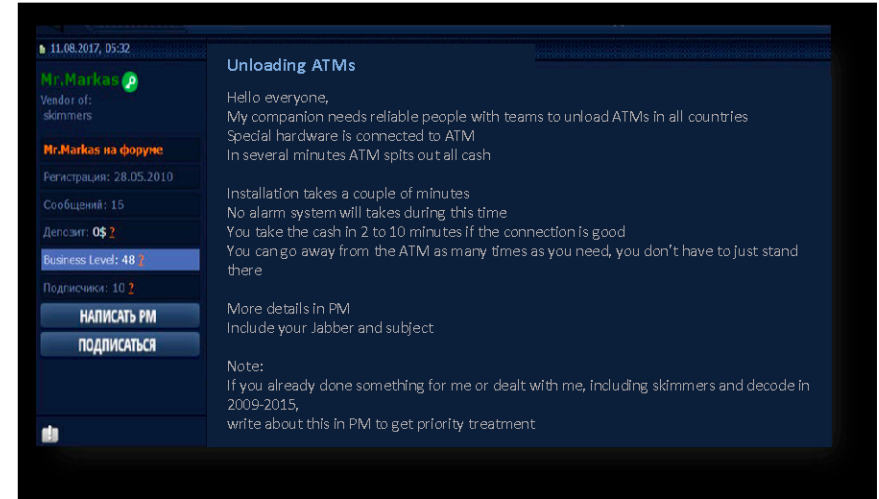 11.08.2017, 05:32
Mr.Markas
Vendor of:
skimmers
Mr.Markas на форуме
Регистрация: 28.05.2010
Сообщений: 15
Депозит: 0$ ?
Business Level: 48 ?
Подписчики: 10 ?
НАПИСАТЬ PM
ПОДПИСАТЬСЯ
Unloading ATMs
Hello everyone,
My companion needs reliable people with teams to unload ATMs in all countries
Special hardware is connected to ATM
In several minutes ATM spits out all cash
Installation takes a couple of minutes
No alarm system will takes during this time
You take the cash in 2 to 10 minutes if the connection is good
You can go away from the ATM as many times as you need, you don't have to just stand
there
More details in PM
Include your Jabber and subject
Note:
If you already done something for me or dealt with me, including skimmers and decode in
2009-2015,
write about this in PM to get priority treatment